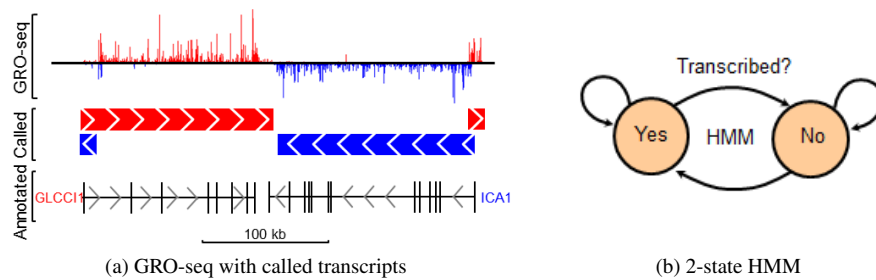 GRO-seq
Called
Annotated
GLCCI1
ICA1
100 kb
(a) GRO-seq with called transcripts
Transcribed?
Yes
HMM
No
(b) 2-state HMM